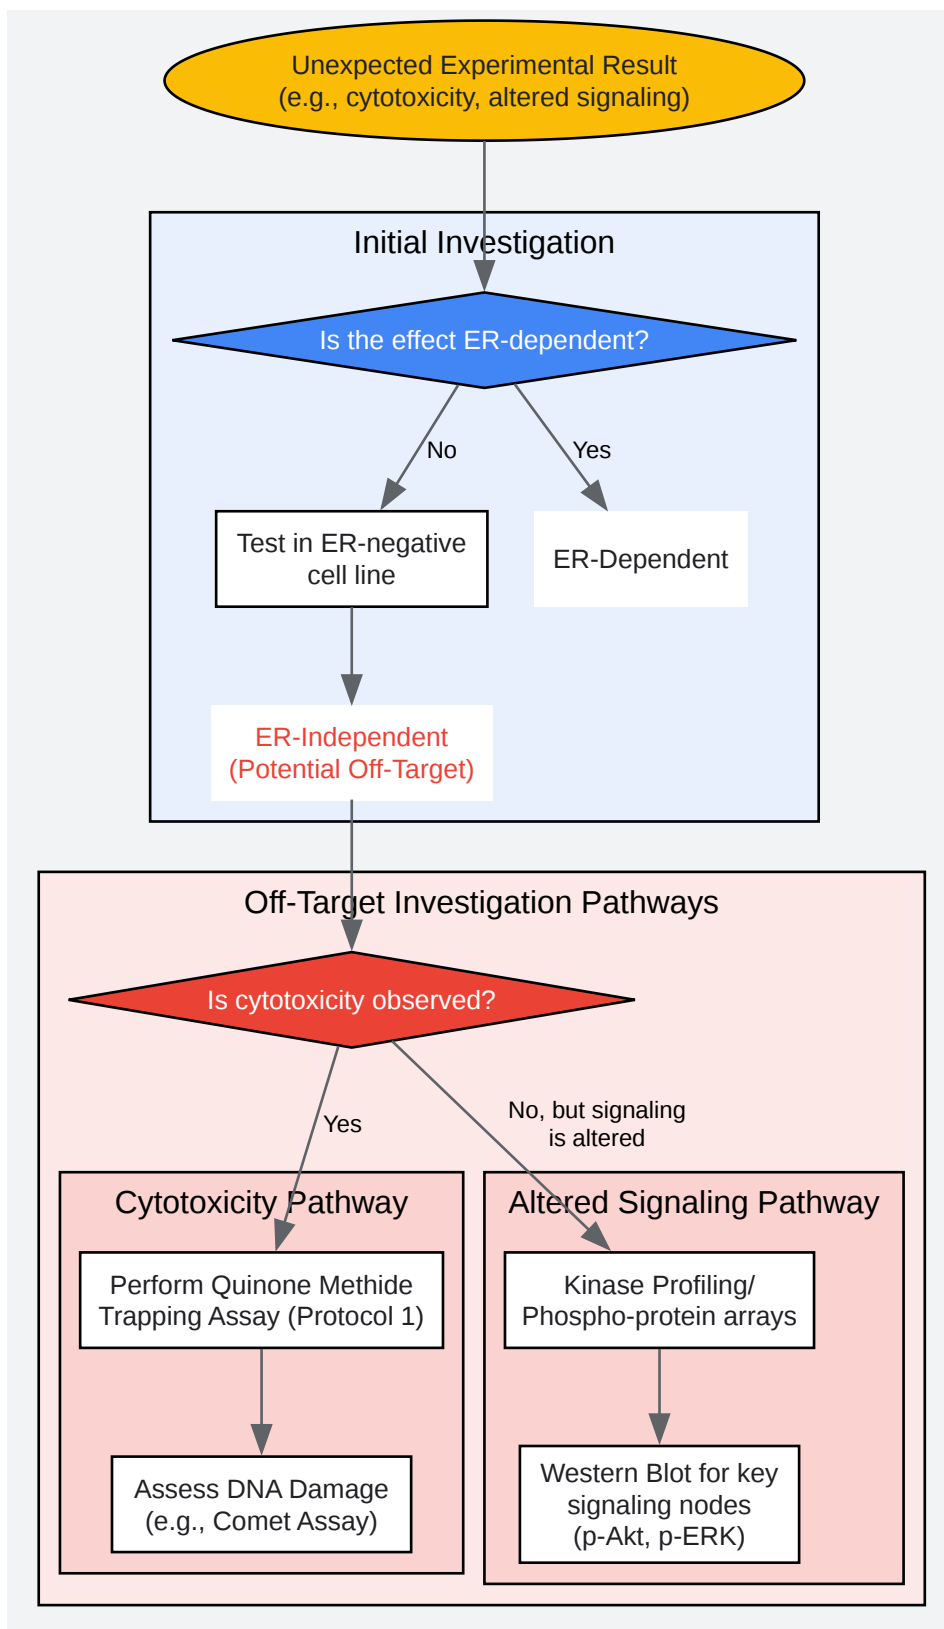 Unexpected Experimental Result
(e.g., cytotoxicity, altered signaling)
Initial Investigation
Is the effect ER-dependent?
No
Yes
Test in ER-negative
cell line
ER-Dependent
ER-Independent
(Potential Off-Target)
Off-Target Investigation Pathways
Is cytotoxicity observed?
Yes
No, but signaling
is altered
Cytotoxicity Pathway
Perform Quinone Methide
Trapping Assay (Protocol 1)
Assess DNA Damage
(e.g., Comet Assay)
Altered Signaling Pathway
Kinase Profiling/
Phospho-protein arrays
Western Blot for key
signaling nodes
(p-Akt, p-ERK)